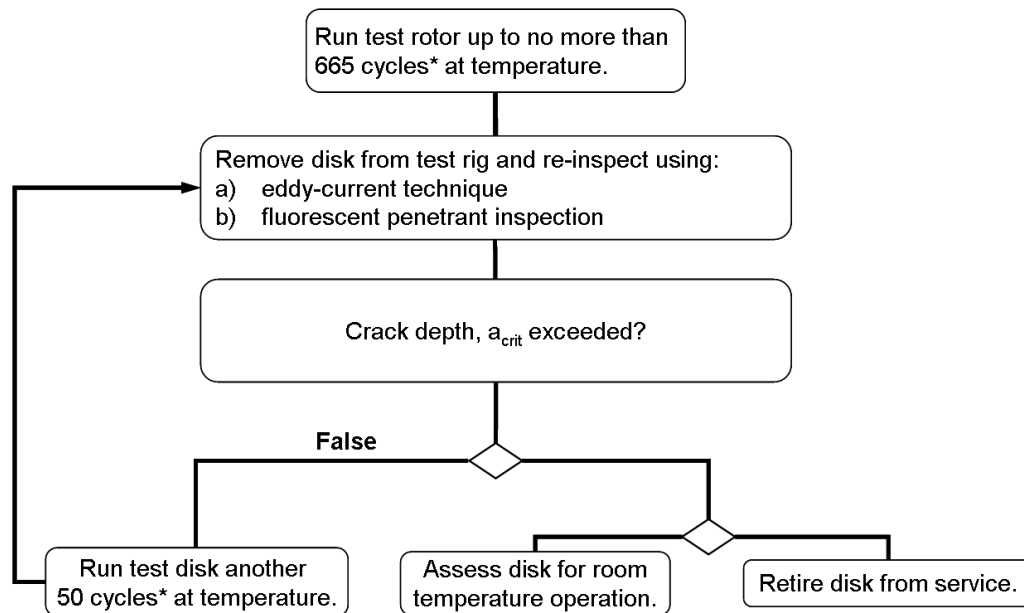 Run test rotor up to no more than
665 cycles* at temperature.
Remove disk from test rig and re-inspect using:
a) eddy-current technique
b) fluorescent penetrant inspection
Crack depth, acrit exceeded?
False
Run test disk another
50 cycles* at temperature.
Assess disk for room
temperature operation.
Retire disk from service.